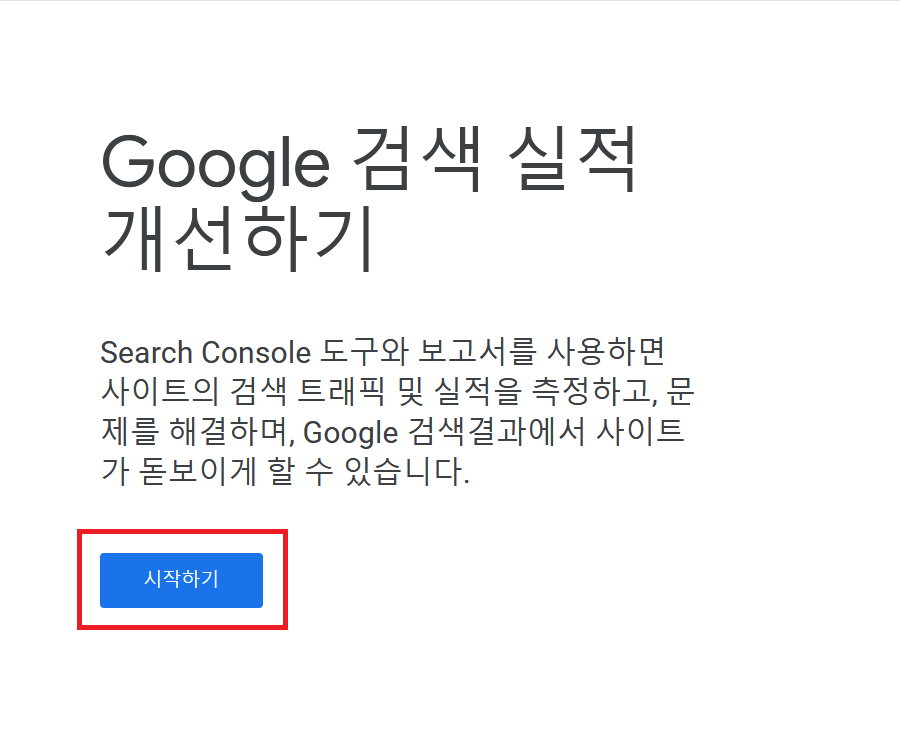 Google 검색 실적
개선하기
Search Console 도구와 보고서를 사용하면
사이트의 검색 트래픽 및 실적을 측정하고, 문
제를 해결하며, Google 검색결과에서 사이트
가 돋보이게 할 수 있습니다.
시작하기